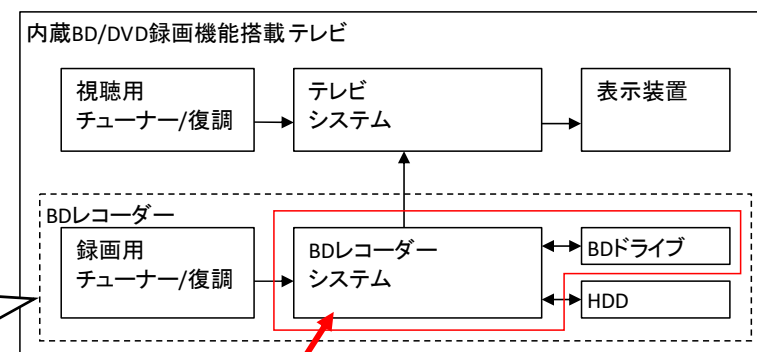 内蔵BD/DVD録画機能搭載テレビ
視聴用
チューナー/復調
テレビ
システム
表示装置
BDレコーダー
録画用
チューナー/復調
BDレコーダー
システム
BDドライブ
HDD